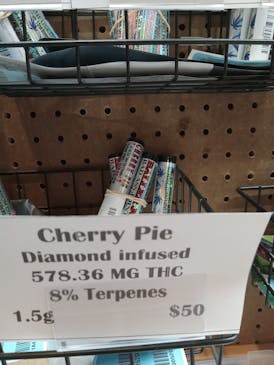 Cherry Pie
Diamond infused
578.36 MG THC
8% Terpenes
1.5g $50